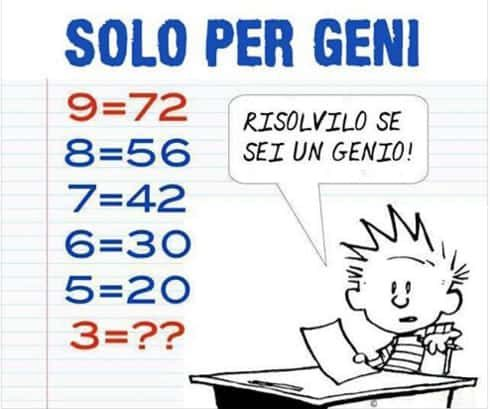 SOLO PER GENI
9=72
8=56
7=42
6=30
5=20
3=??
RISOLVILO SE
SEI UN GENIO!